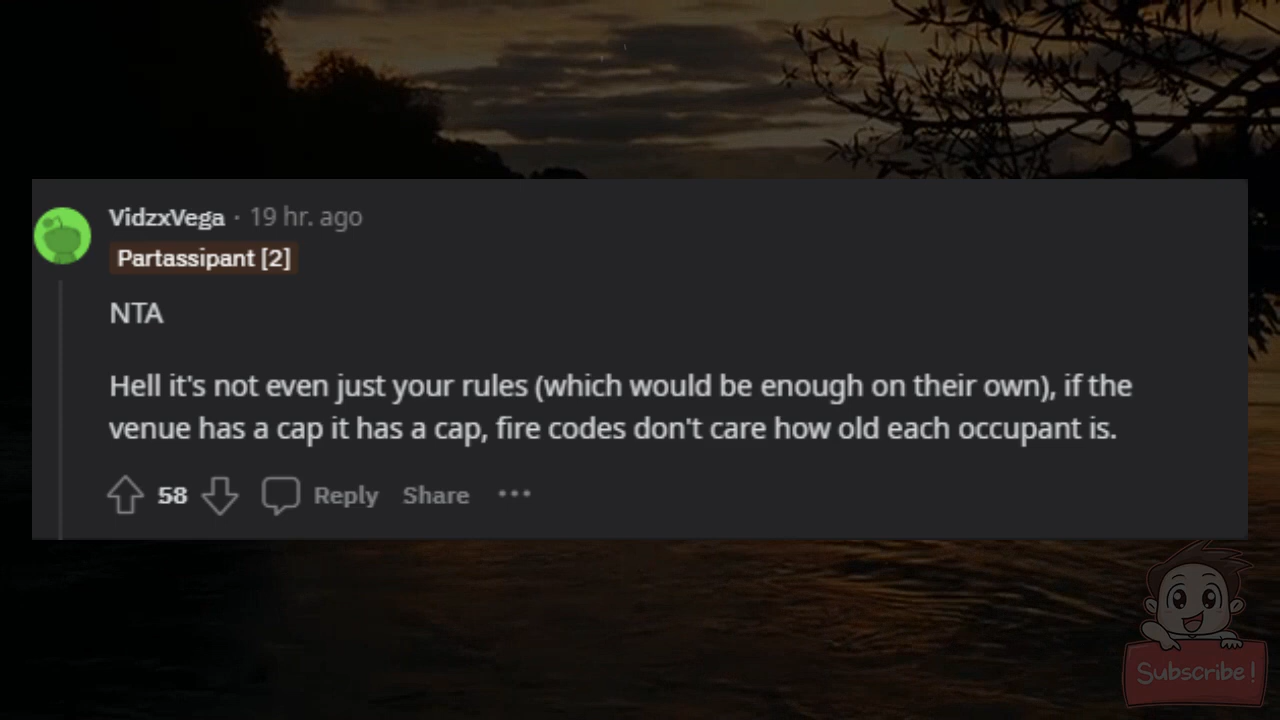 VidzxVega · 19 hr. ago
Partassipant [2]
NTA
Hell it's not even just your rules (which would be enough on their own), if the
venue has a cap it has a cap, fire codes don't care how old each occupant is.
58 Reply Share ···
Subscribe!